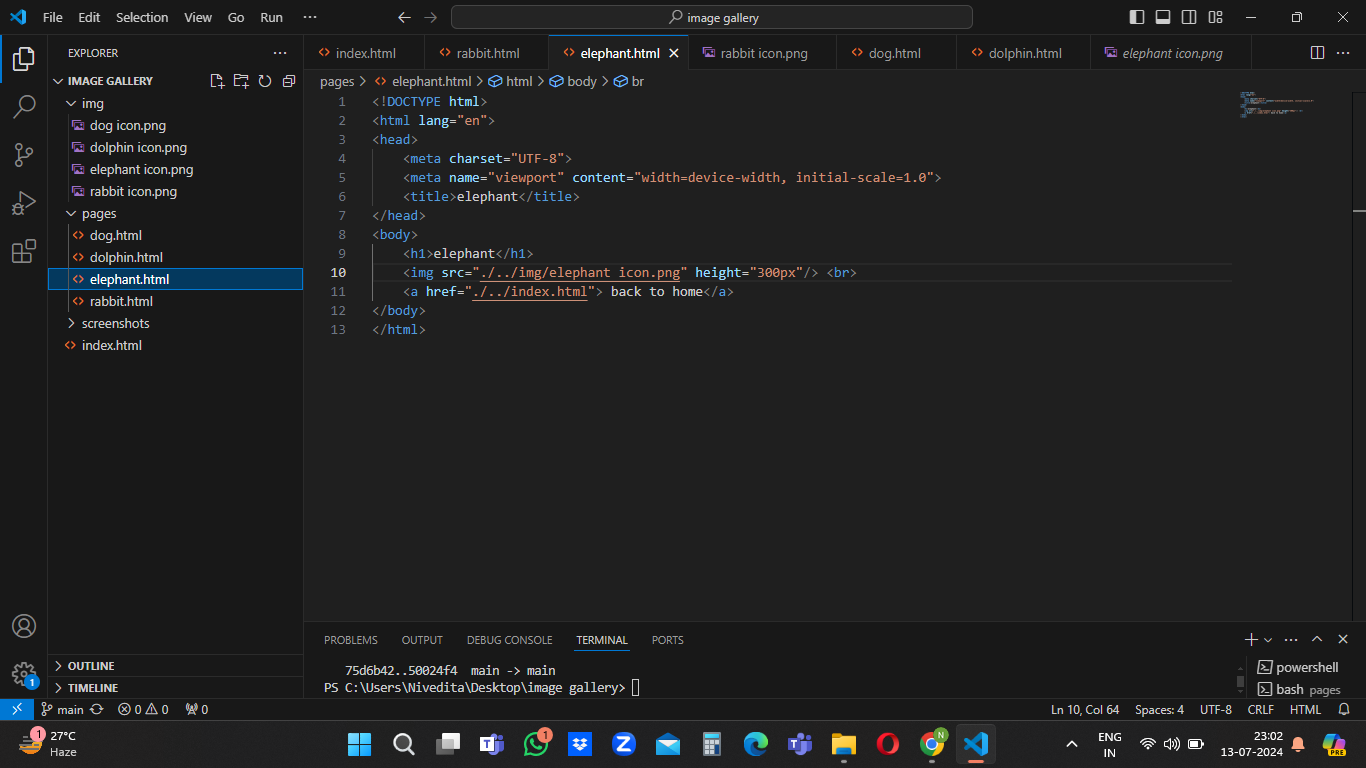 File Edit Selection View Go Run ··· image gallery
EXPLORER ···
IMAGE GALLERY
img
dog icon.png
dolphin icon.png
elephant icon.png
rabbit icon.png
pages
dog.html
dolphin.html
elephant.html
rabbit.html
screenshots
index.html
OUTLINE
TIMELINE
index.html rabbit.html elephant.html rabbit icon.png dog.html dolphin.html elephant icon.png ···
pages > elephant.html > html > body > br
1 <!DOCTYPE html>
2 <html lang="en">
3 <head>
4 <meta charset="UTF-8">
5 <meta name="viewport" content="width=device-width, initial-scale=1.0">
6 <title>elephant</title>
7 </head>
8 <body>
9 <h1>elephant</h1>
10 <img src="./../img/elephant icon.png" height="300px"/> <br>
11 <a href="./../index.html"> back to home</a>
12 </body>
13 </html>
PROBLEMS OUTPUT DEBUG CONSOLE TERMINAL PORTS
75d6b42..50024f4 main -> main
PS C:\Users\Nivedita\Desktop\image gallery>
powershell
bash pages
1
main 0 0 0 Ln 10, Col 64 Spaces: 4 UTF-8 CRLF HTML
1
27°C
Haze
1
N
ENG
IN
23:02
13-07-2024
PRE